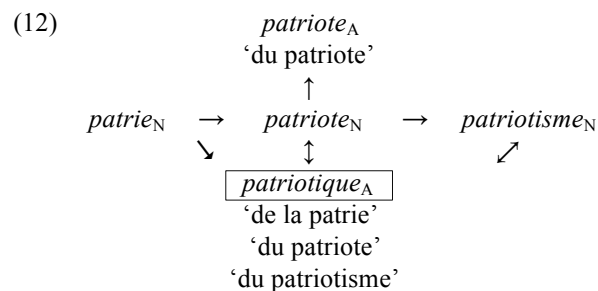 (12) patriote_A
‘du patriote’
↑
patrie_N → patriote_N → patriotisme_N
↘ ↕ ↗↙
patriotique_A
‘de la patrie’
‘du patriote’
‘du patriotisme’